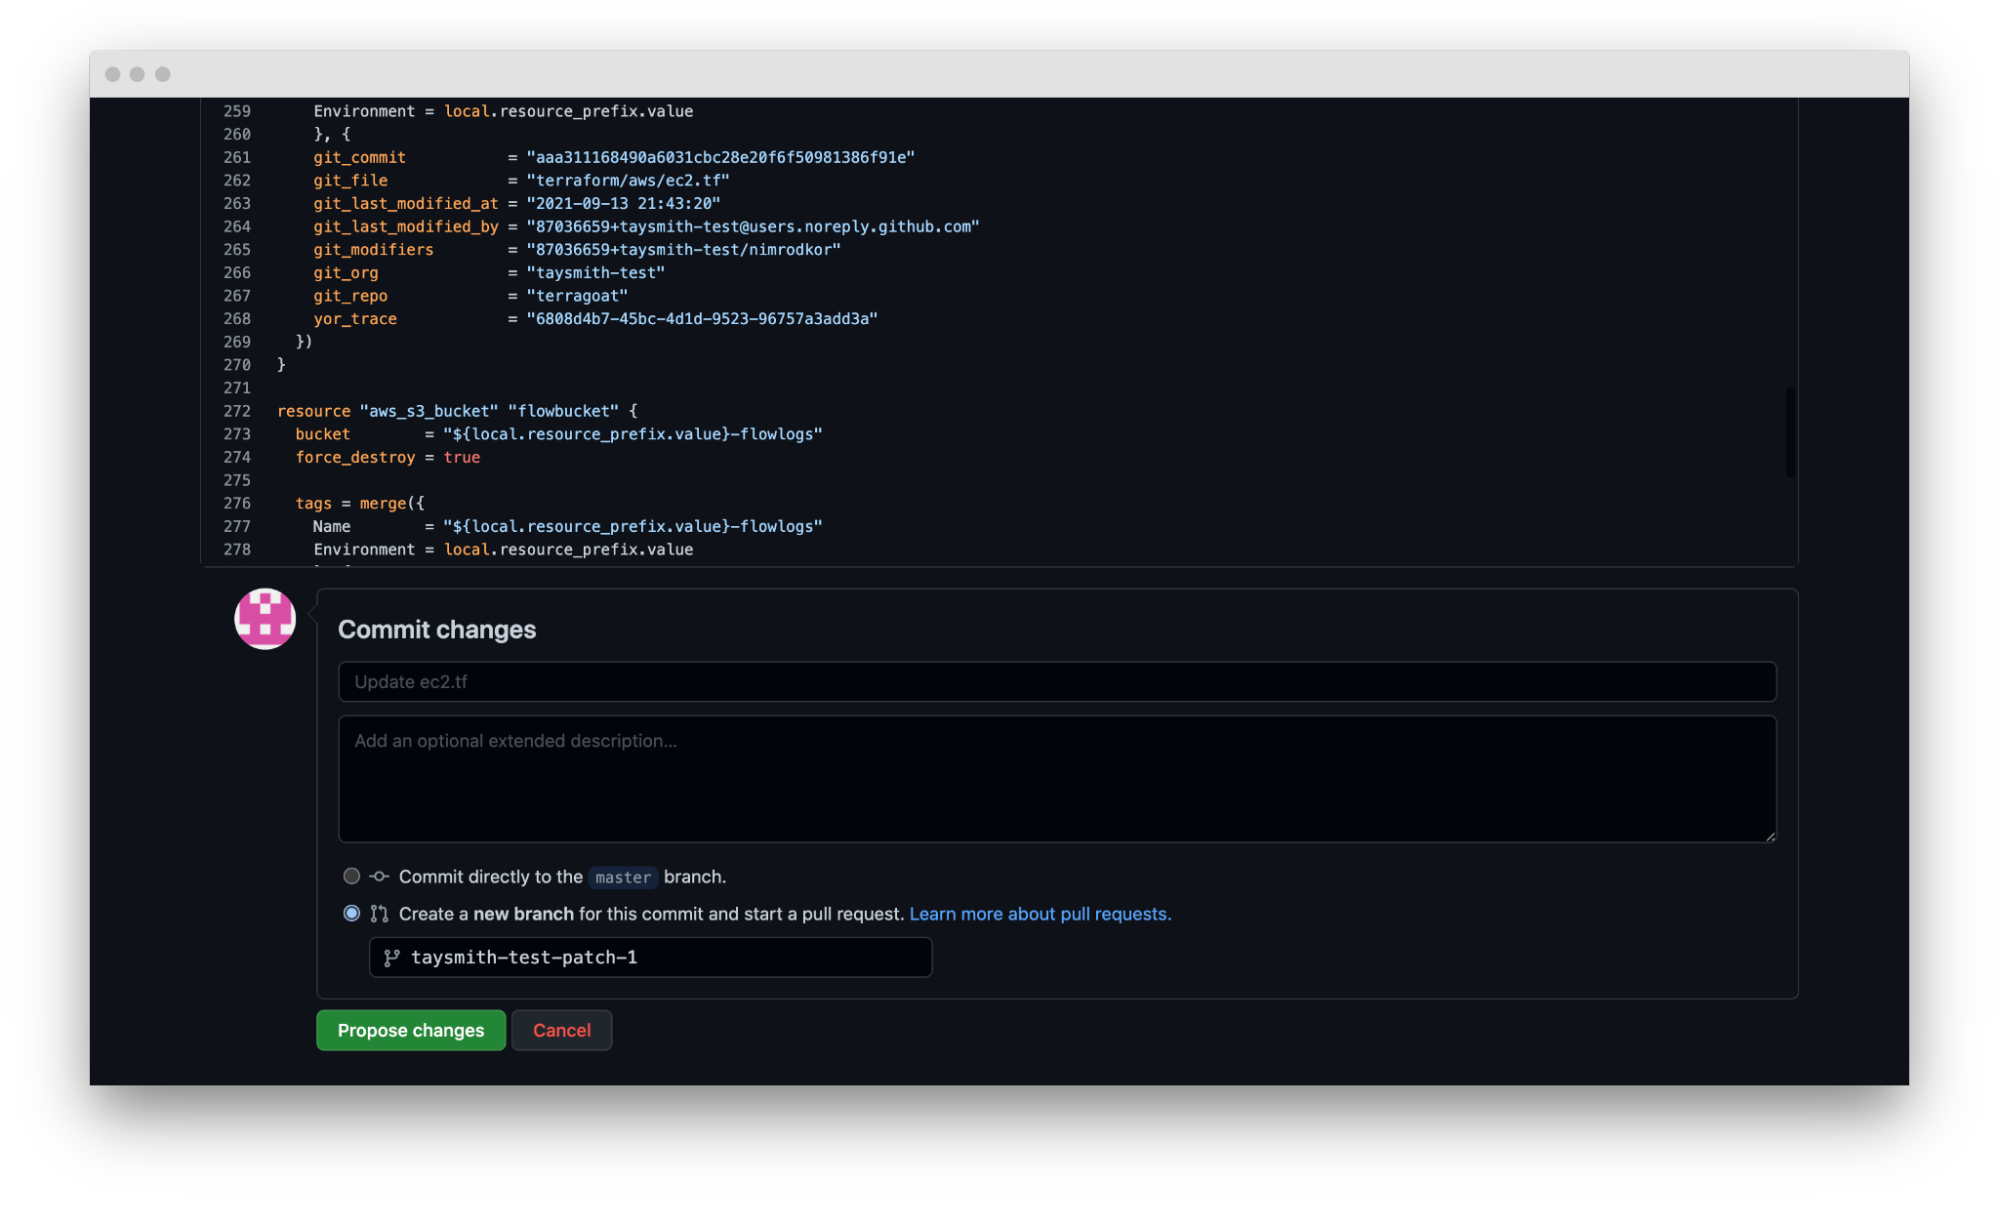 259 Environment = local.resource_prefix.value
260 }, {
261 git_commit = "aaa311168490a6031cbc28e20f6f50981386f91e"
262 git_file = "terraform/aws/ec2.tf"
263 git_last_modified_at = "2021-09-13 21:43:20"
264 git_last_modified_by = "87036659+taysmith-test@users.noreply.github.com"
265 git_modifiers = "87036659+taysmith-test/nimrodkor"
266 git_org = "taysmith-test"
267 git_repo = "terragoat"
268 yor_trace = "6808d4b7-45bc-4d1d-9523-96757a3add3a"
269 })
270 }
271
272 resource "aws_s3_bucket" "flowbucket" {
273 bucket = "${local.resource_prefix.value}-flowlogs"
274 force_destroy = true
275
276 tags = merge({
277 Name = "${local.resource_prefix.value}-flowlogs"
278 Environment = local.resource_prefix.value
Commit changes
Update ec2.tf
Add an optional extended description...
Commit directly to the master branch.
Create a new branch for this commit and start a pull request. Learn more about pull requests.
taysmith-test-patch-1
Propose changes Cancel